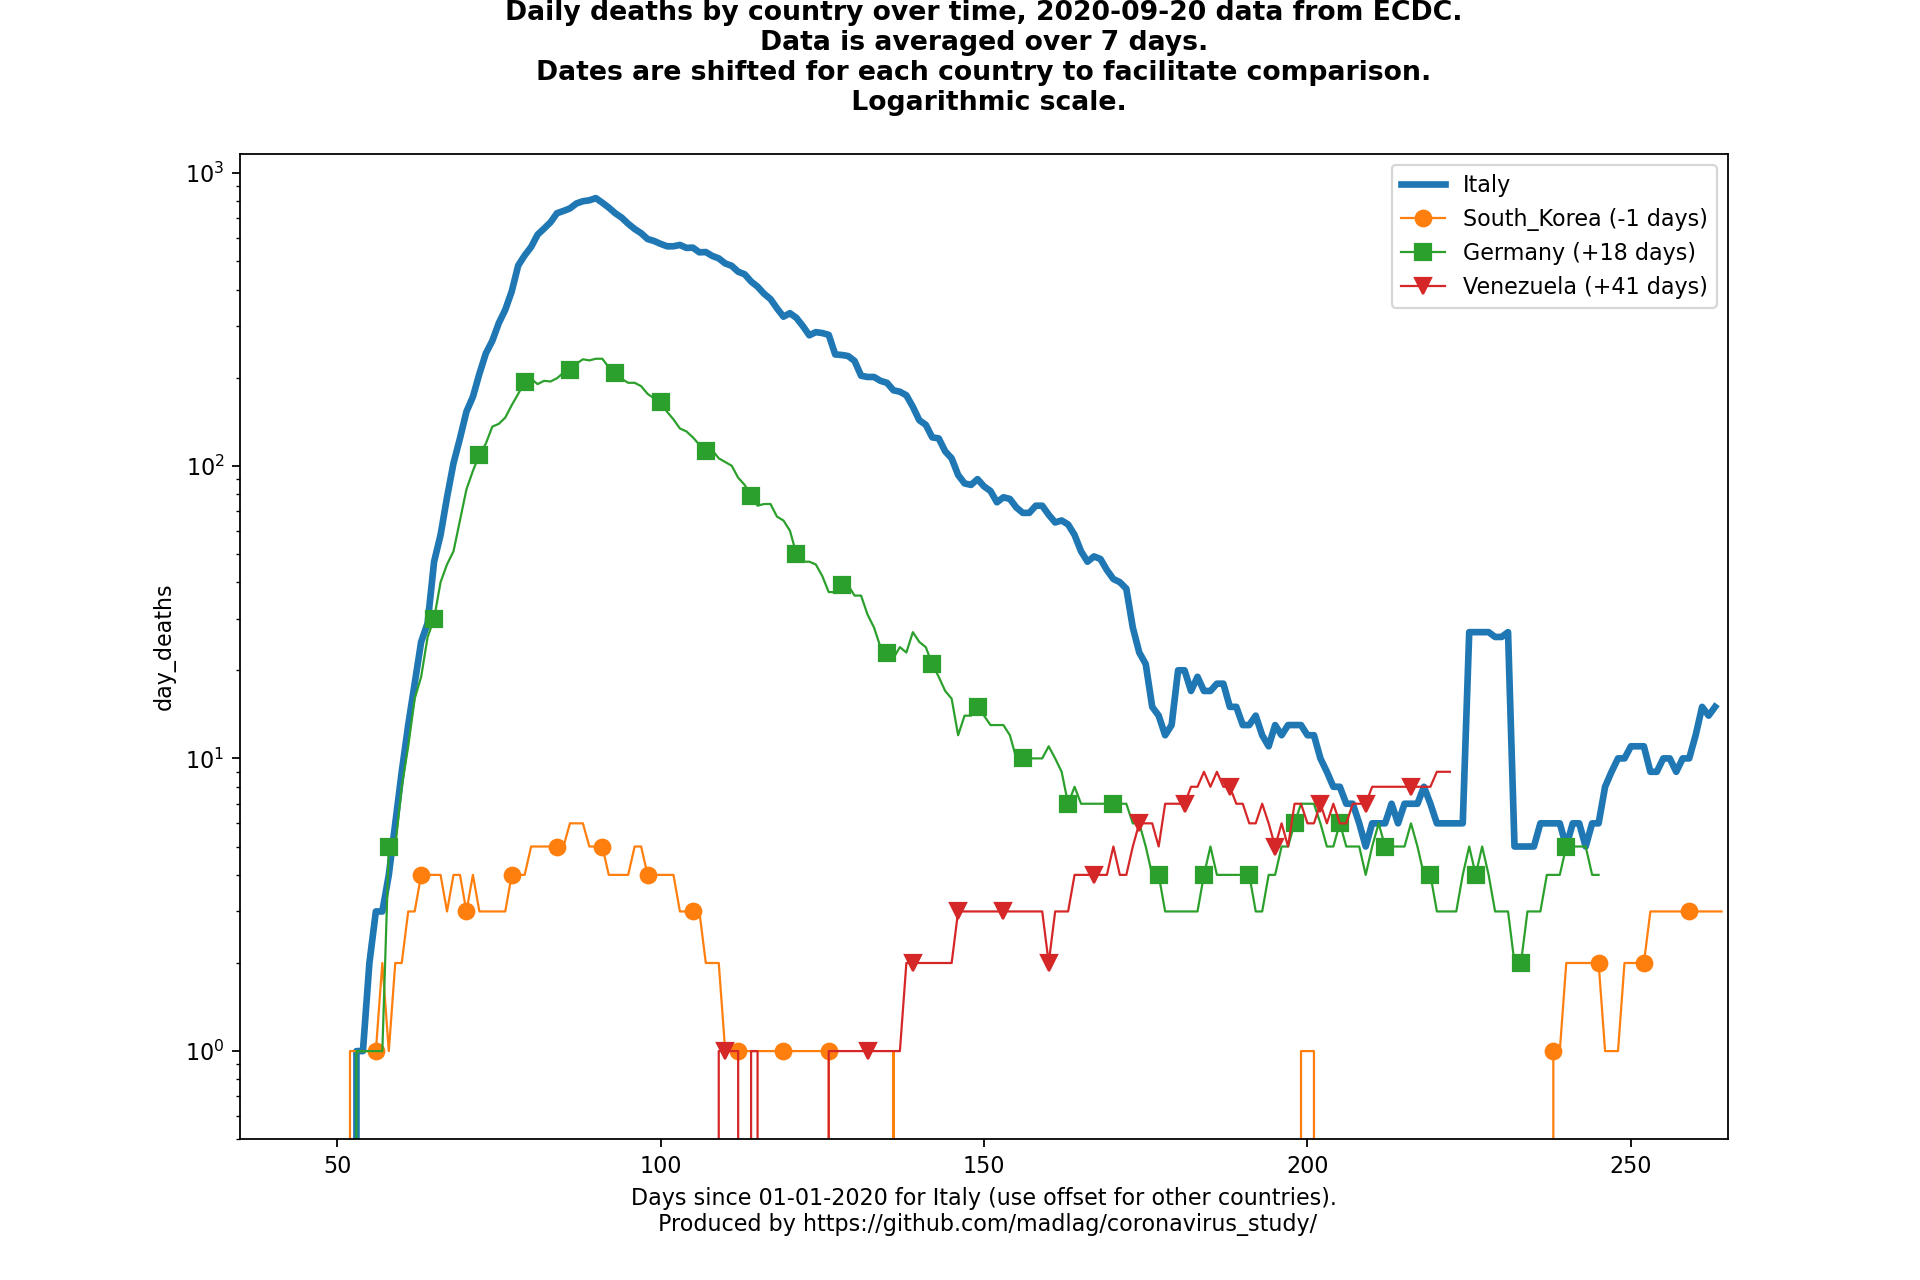 Daily deaths by country over time, 2020-09-20 data from ECDC.
Data is averaged over 7 days.
Dates are shifted for each country to facilitate comparison.
Logarithmic scale.
10³
10²
10¹
10⁰
day_deaths
Italy
South_Korea (-1 days)
Germany (+18 days)
Venezuela (+41 days)
50 100 150 200 250
Days since 01-01-2020 for Italy (use offset for other countries).
Produced by https://github.com/madlag/coronavirus_study/